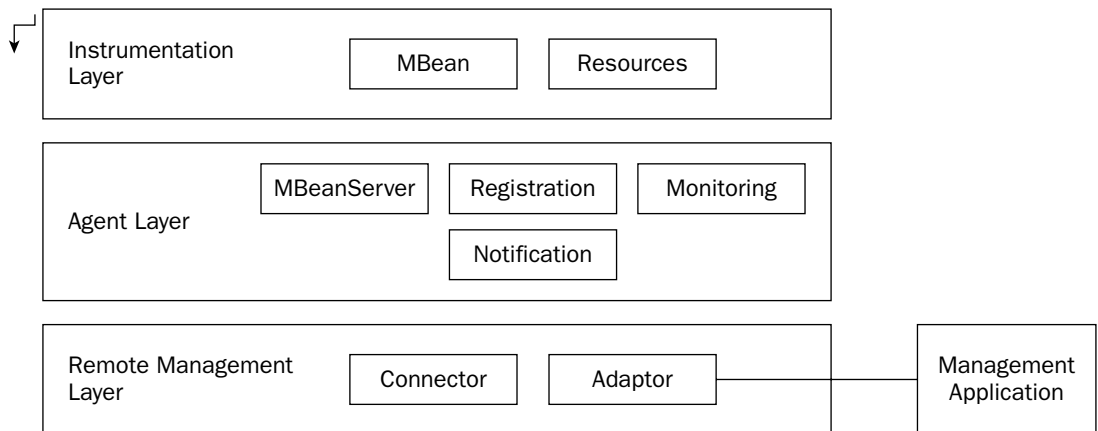 Instrumentation
Layer
MBean
Resources
MBeanServer
Registration
Monitoring
Agent Layer
Notification
Remote Management
Layer
Connector
Adaptor
Management
Application